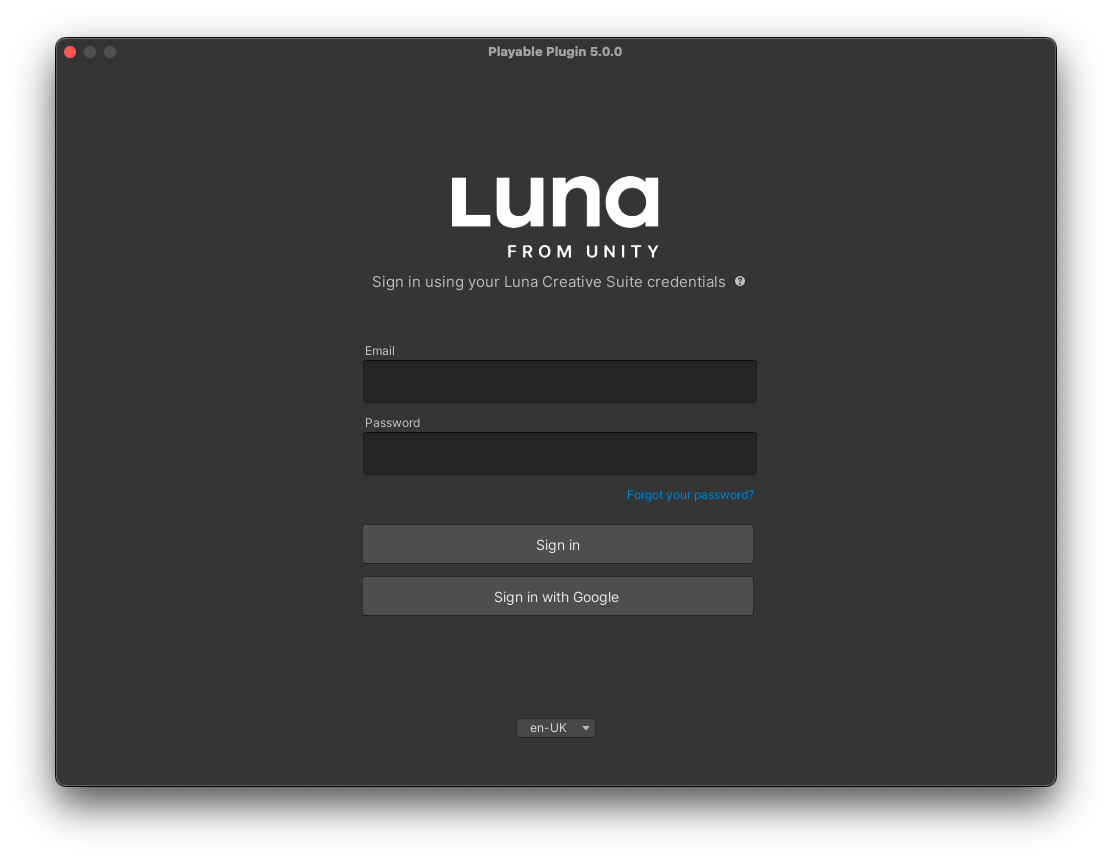 Playable Plugin 5.0.0
Luna
FROM UNITY
Sign in using your Luna Creative Suite credentials ?
Email
Password
Forgot your password?
Sign in
Sign in with Google
en-UK